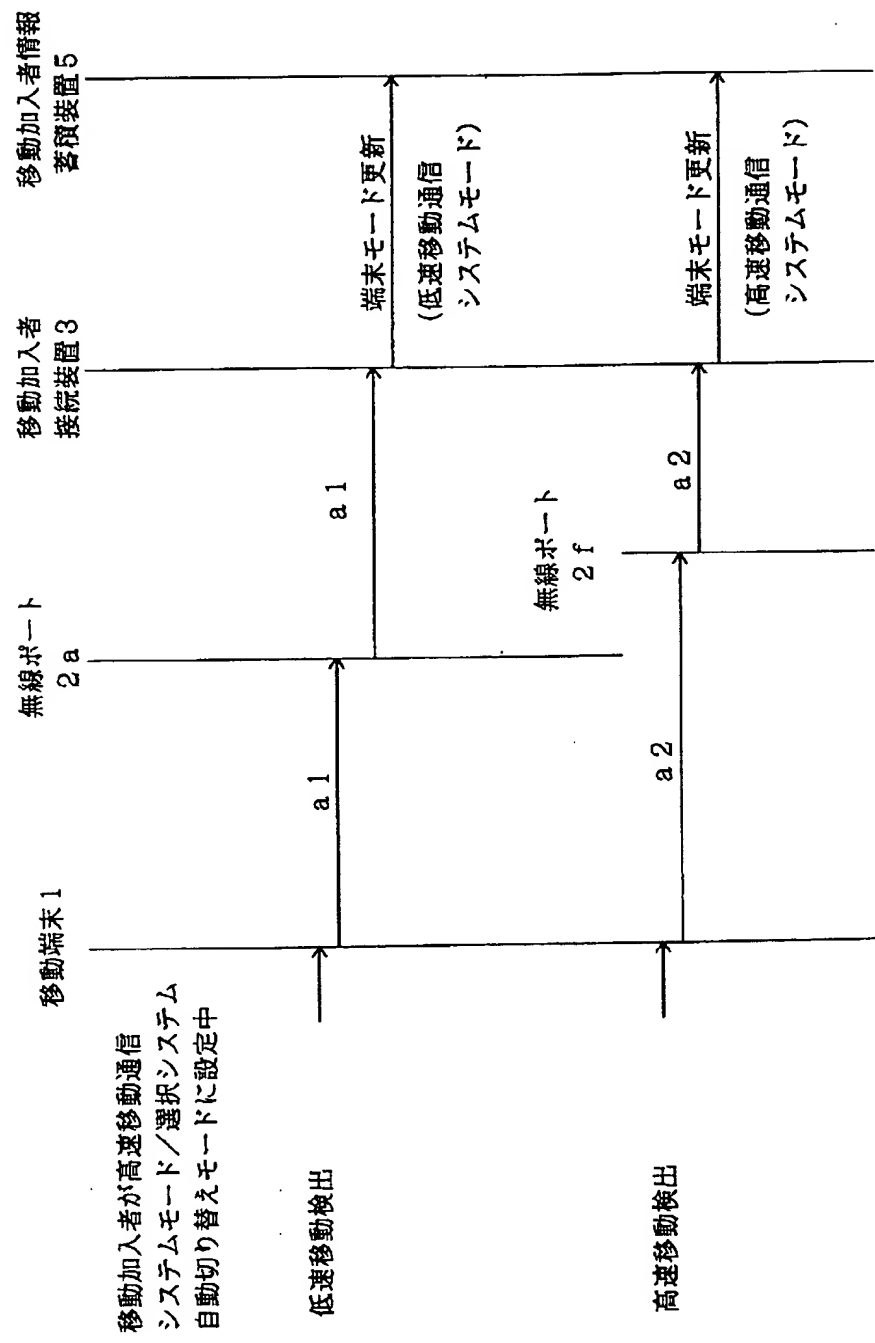 移動加入者が高速移動通信
システムモード／選択システム
自動切り替えモードに設定中
移動端末1
無線ポート
2a
移動加入者
接続装置3
移動加入者情報
蓄積装置5
低速移動検出
a1
a1
端末モード更新
(低速移動通信
システムモード)
無線ポート
2f
高速移動検出
a2
a2
端末モード更新
(高速移動通信
システムモード)